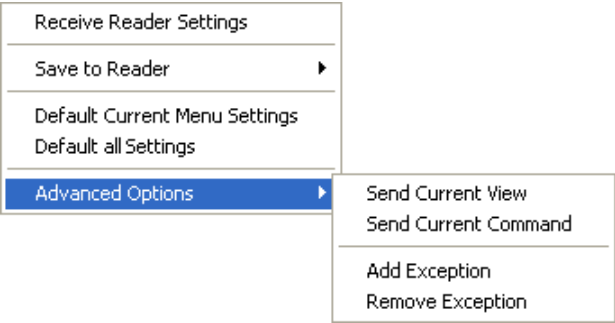 Receive Reader Settings
Save to Reader
Default Current Menu Settings
Default all Settings
Advanced Options
Send Current View
Send Current Command
Add Exception
Remove Exception